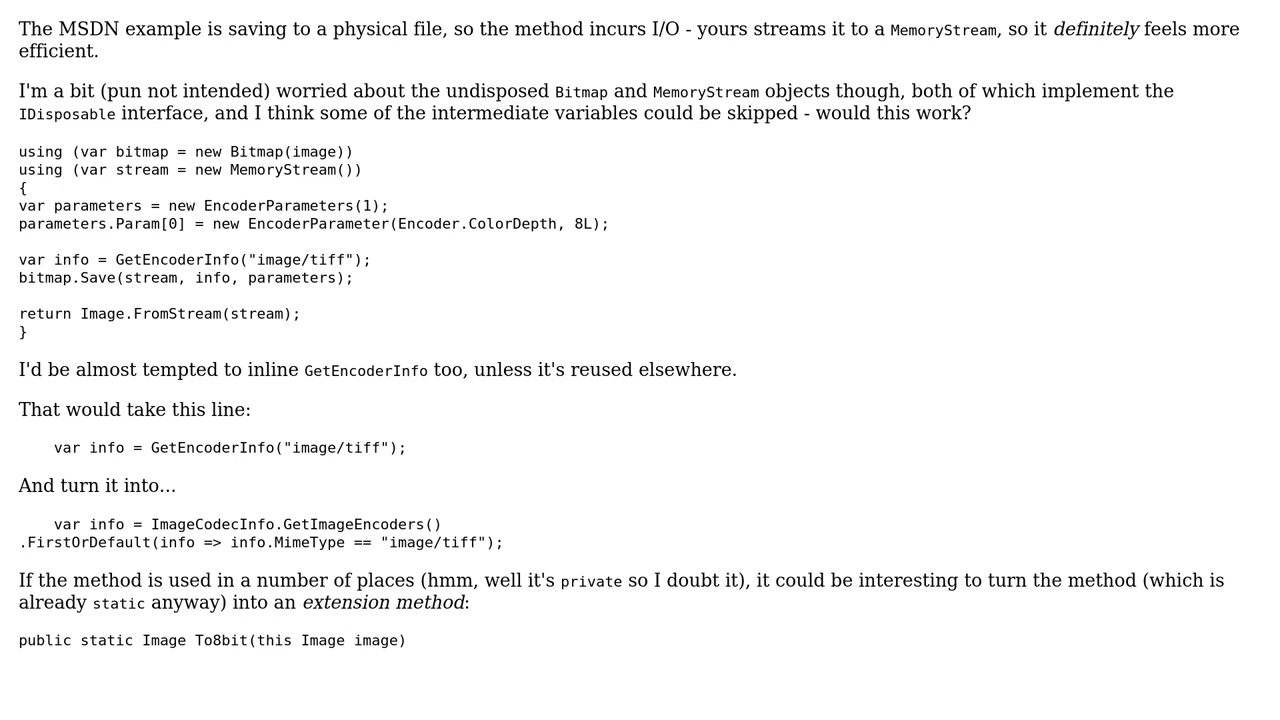 The MSDN example is saving to a physical file, so the method incurs I/O - yours streams it to a MemoryStream, so it definitely feels more
efficient.
I'm a bit (pun not intended) worried about the undisposed Bitmap and MemoryStream objects though, both of which implement the
IDisposable interface, and I think some of the intermediate variables could be skipped - would this work?
using (var bitmap = new Bitmap(image))
using (var stream = new MemoryStream())
{
var parameters = new EncoderParameters(1);
parameters.Param[0] = new EncoderParameter(Encoder.ColorDepth, 8L);
var info = GetEncoderInfo("image/tiff");
bitmap.Save(stream, info, parameters);
return Image.FromStream(stream);
}
I'd be almost tempted to inline GetEncoderInfo too, unless it's reused elsewhere.
That would take this line:
    var info = GetEncoderInfo("image/tiff");
And turn it into...
    var info = ImageCodecInfo.GetImageEncoders()
.FirstOrDefault(info => info.MimeType == "image/tiff");
If the method is used in a number of places (hmm, well it's private so I doubt it), it could be interesting to turn the method (which is
already static anyway) into an extension method:
public static Image To8bit(this Image image)